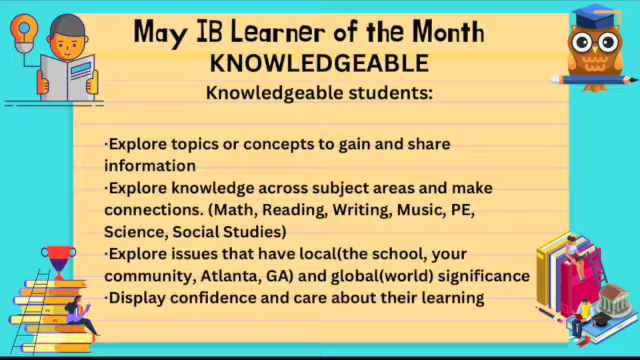 May IB Learner of the Month
KNOWLEDGEABLE
Knowledgeable students:
·Explore topics or concepts to gain and share
information
·Explore knowledge across subject areas and make
connections. (Math, Reading, Writing, Music, PE,
Science, Social Studies)
·Explore issues that have local(the school, your
community, Atlanta, GA) and global(world) significance
·Display confidence and care about their learning